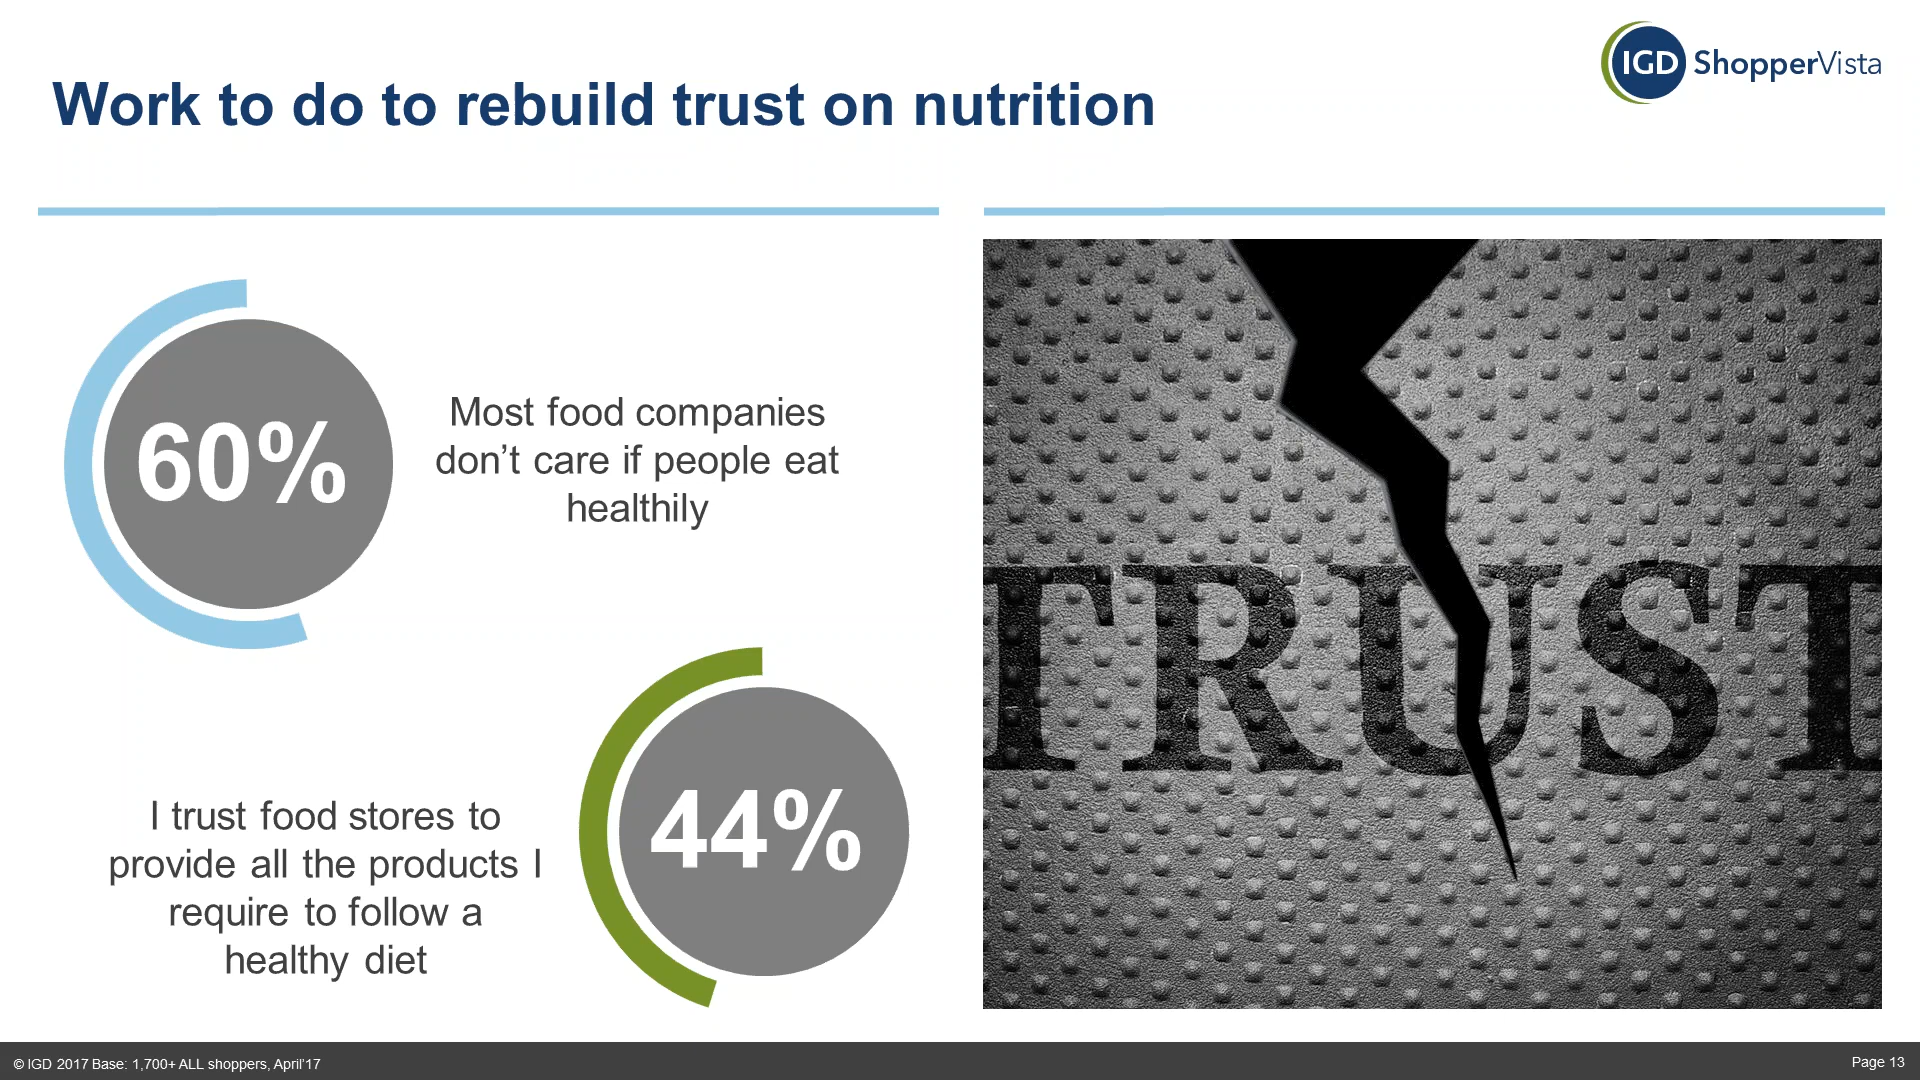 IGD ShopperVista
Work to do to rebuild trust on nutrition
60%
Most food companies
don’t care if people eat
healthily
I trust food stores to
provide all the products I
require to follow a
healthy diet
44%
TRUST
© IGD 2017 Base: 1,700+ ALL shoppers, April’17
Page 13